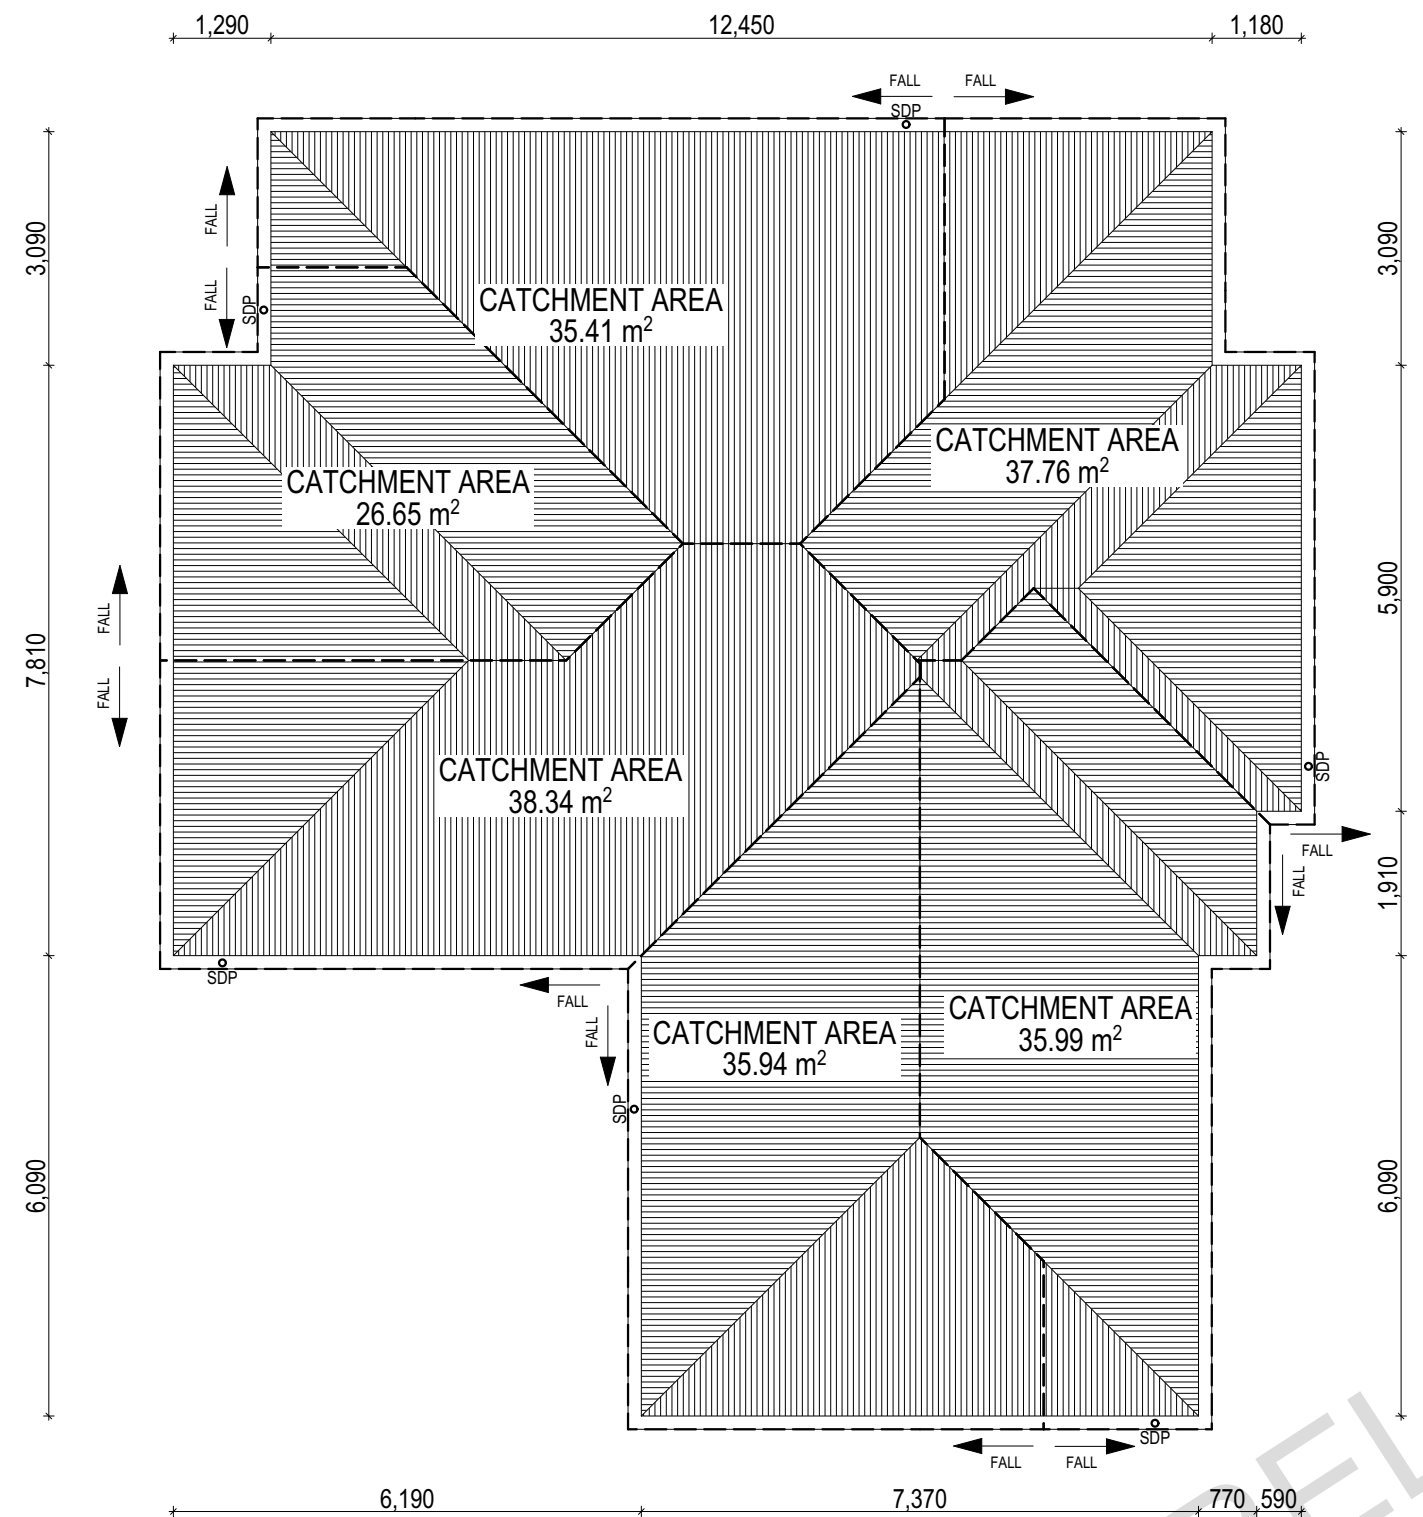 1,290
12,450
1,180
FALL
FALL
SDP
3,090
FALL
FALL
SDP
3,090
CATCHMENT AREA
35.41 m²
CATCHMENT AREA
37.76 m²
CATCHMENT AREA
26.65 m²
7,810
FALL
FALL
5,900
CATCHMENT AREA
38.34 m²
SDP
FALL
FALL
1,910
SDP
FALL
FALL
CATCHMENT AREA
35.94 m²
CATCHMENT AREA
35.99 m²
SDP
6,090
6,090
SDP
FALL
FALL
6,190
7,370
770
590